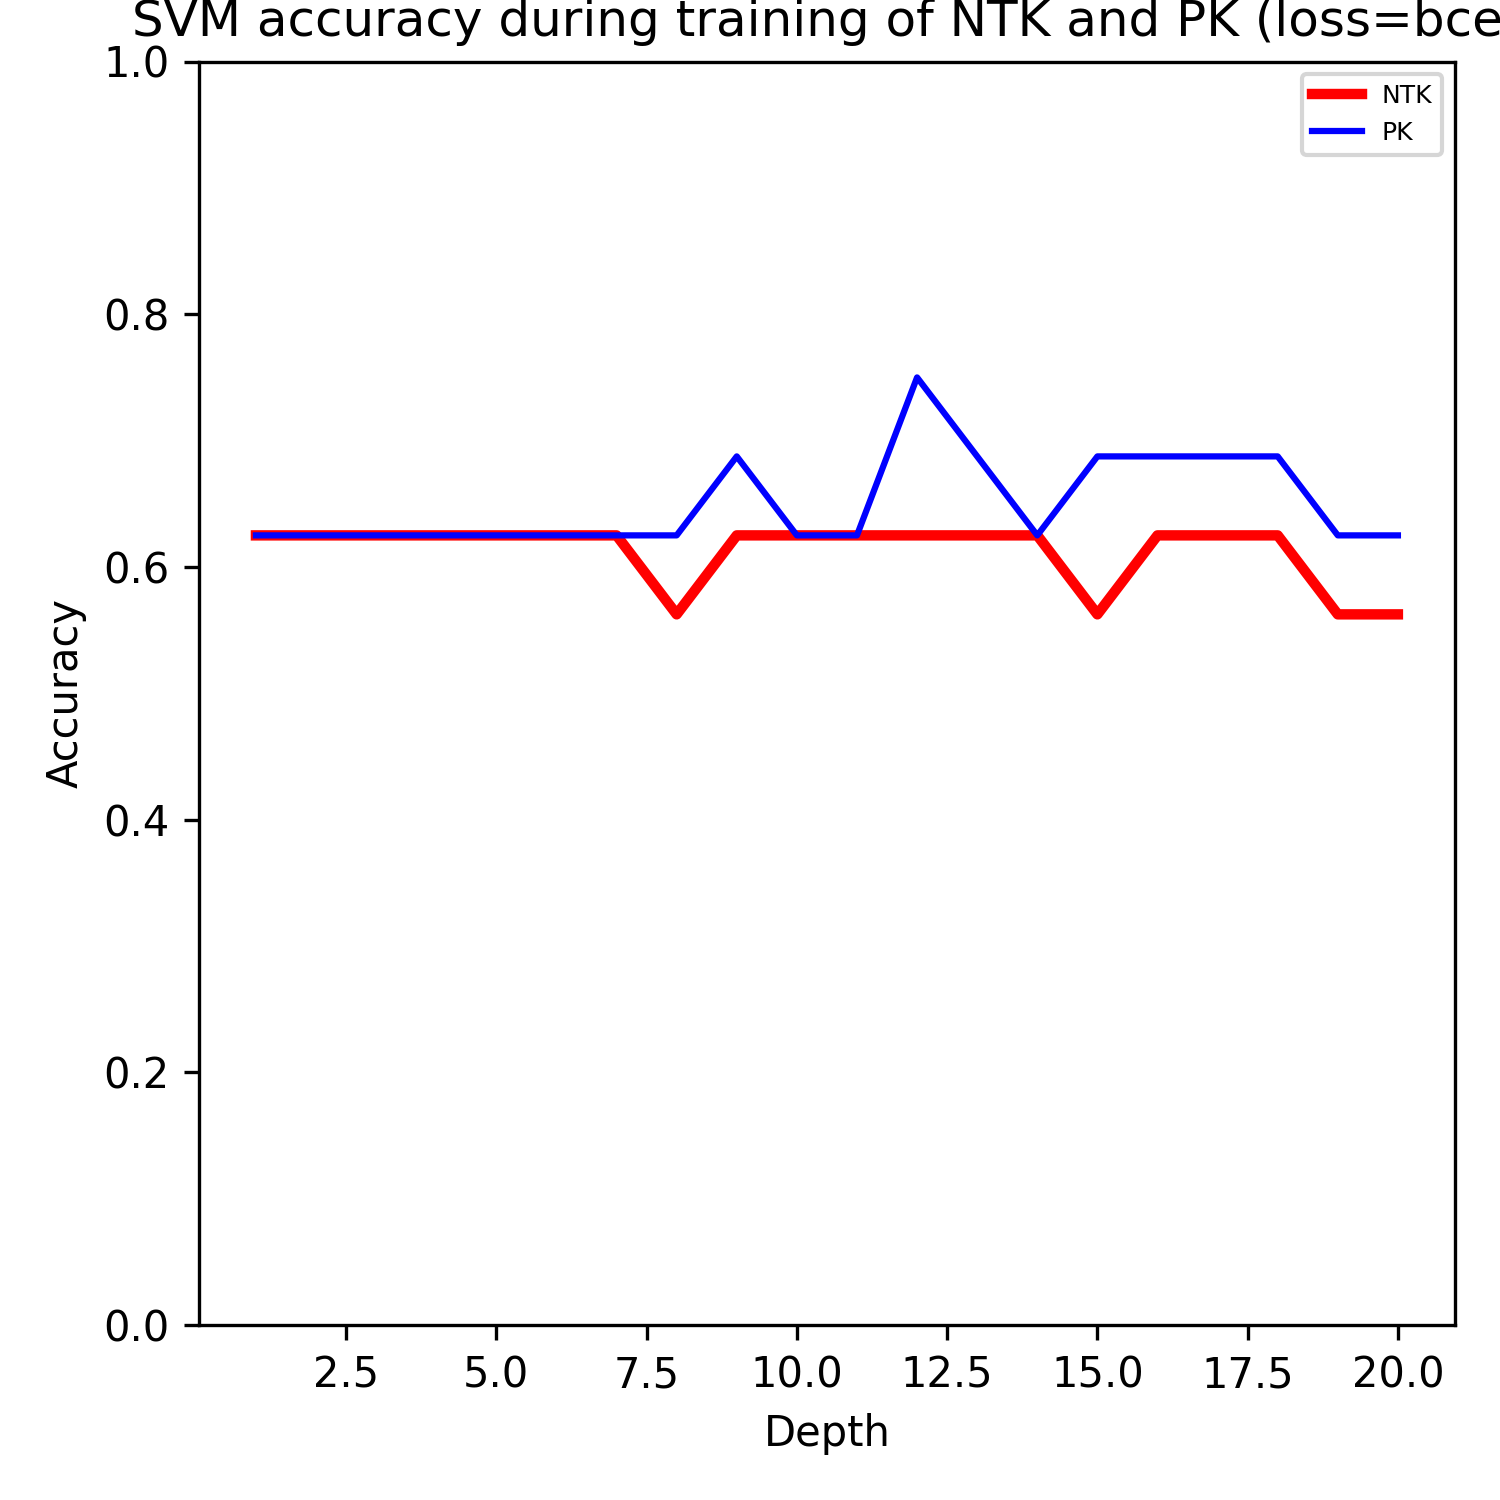 SVM accuracy during training of NTK and PK (loss=bce
1.0
0.8
0.6
0.4
0.2
0.0
Accuracy
NTK
PK
2.5 5.0 7.5 10.0 12.5 15.0 17.5 20.0
Depth